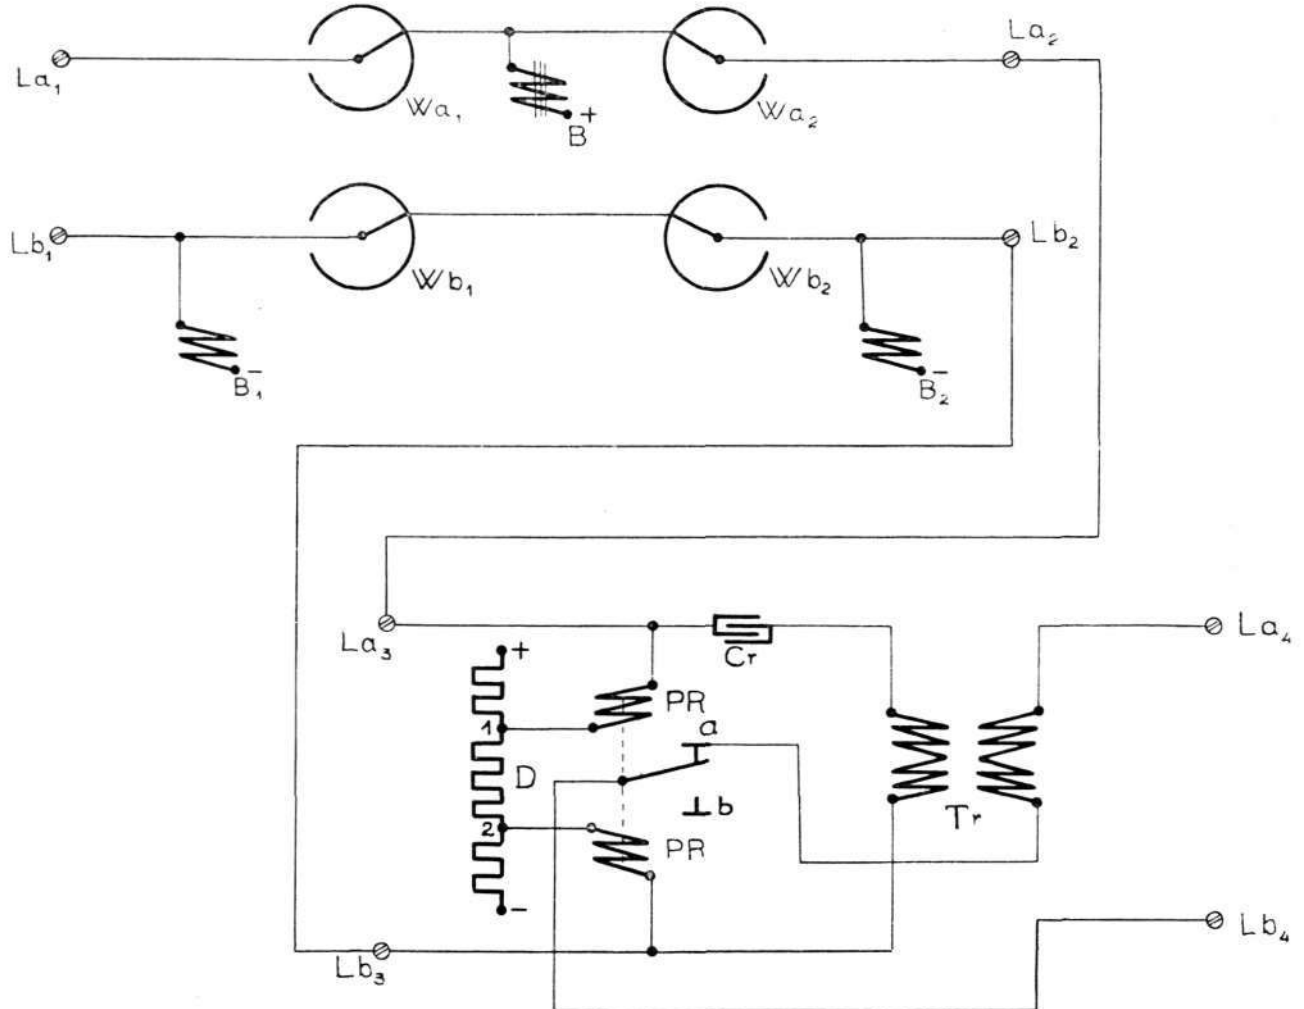 La₁
Wa₁
B +
Wa₂
La₂
Lb₁
Wb₁
Wb₂
Lb₂
B₁ −
B₂ −
La₃
+
PR
Cr
La₄
1
a
D
b
2
PR
Tr
−
Lb₃
Lb₄